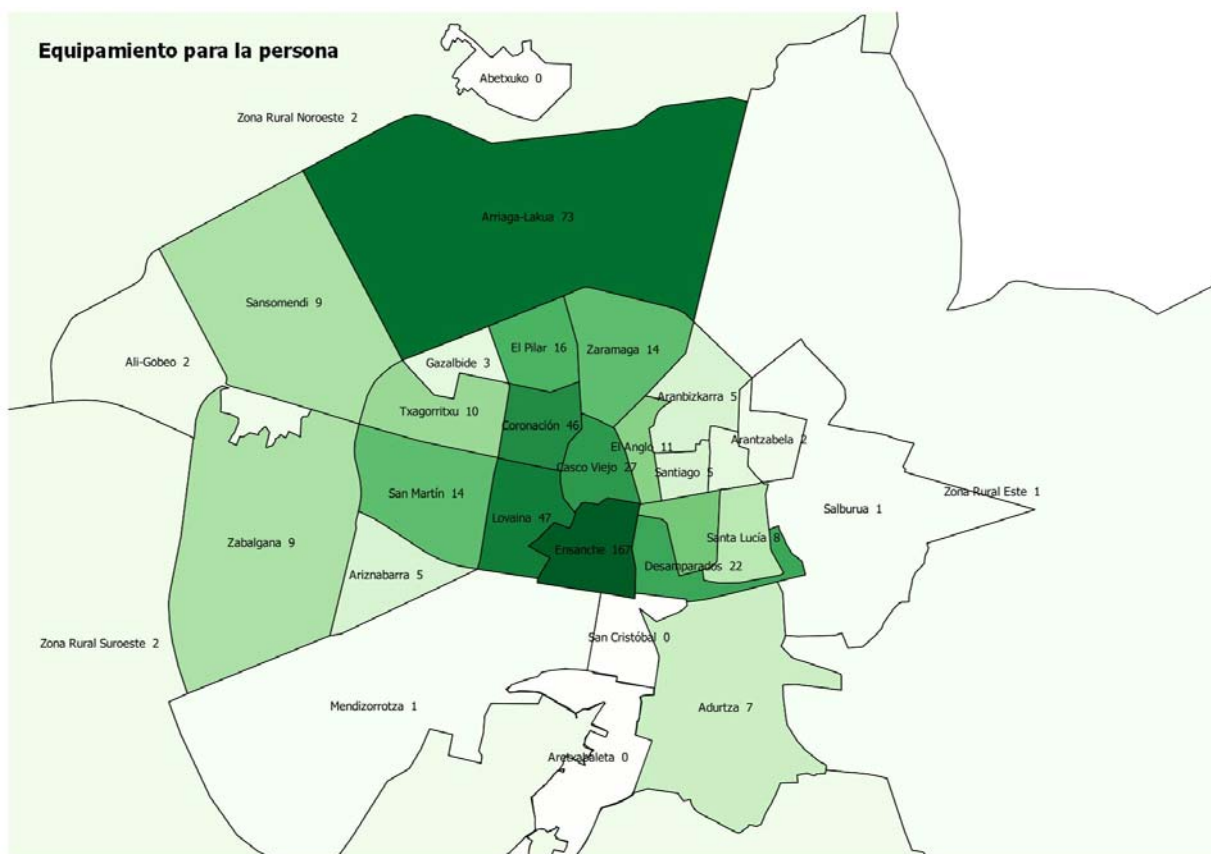 Equipamiento para la persona
Abetxuko 0
Zona Rural Noroeste 2
Arriaga-Lakua 73
Sansomendi 9
El Pilar 16
Zaramaga 14
Ali-Gobeo 2
Gazalbide 3
Aranbizkarra 5
Txagorritxu 10
Coronación 46
El Anglo 11
Arantzabela 2
Casco Viejo 27
Santiago 5
San Martín 14
Zona Rural Este 1
Salburua 1
Lovaina 47
Santa Lucía 8
Zabalgana 9
Ensanche 167
Desamparados 22
Ariznabarra 5
San Cristóbal 0
Zona Rural Suroeste 2
Mendizorrotza 1
Adurtza 7
Aretxabaleta 0